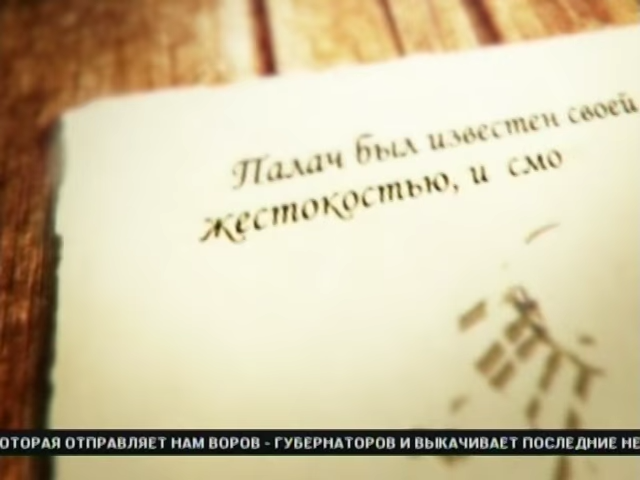 Палач был известен своей
жестокостью, и смо
ОТОРАЯ ОТПРАВЛЯЕТ НАМ ВОРОВ - ГУБЕРНАТОРОВ И ВЫКАЧИВАЕТ ПОСЛЕДНИЕ НЕ